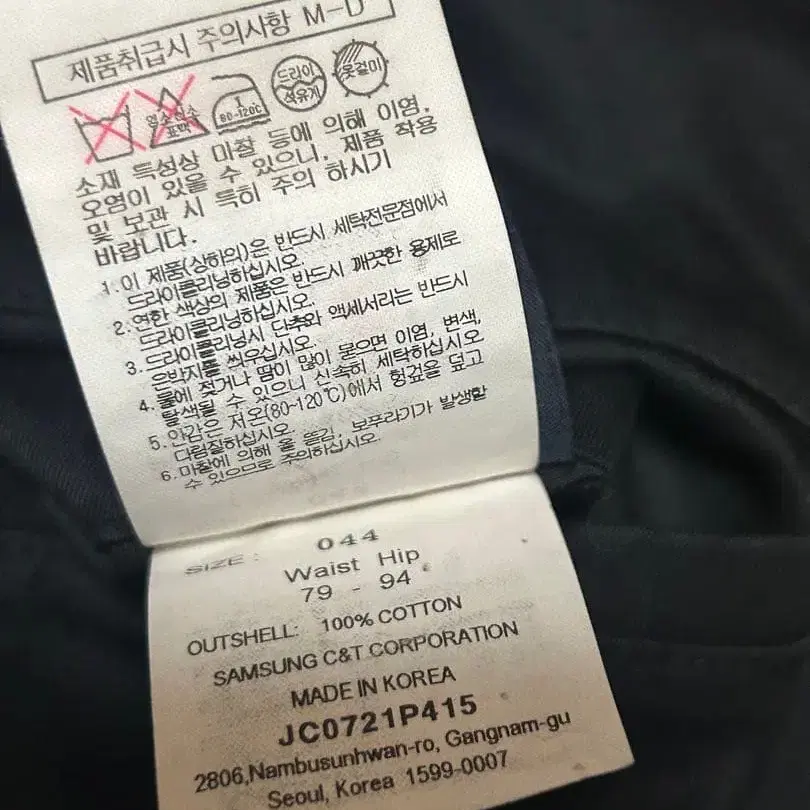 제품취급시 주의사항 M-D
염소산소
표백
1
80-120℃
드라이
석유계
옷걸이
소재 특성상 마찰 등에 의해 이염,
오염이 있을 수 있으니, 제품 착용
및 보관 시 특히 주의 하시기
바랍니다.
1. 이 제품(상하의)은 반드시 세탁전문점에서
드라이클리닝하십시오.
2. 연한 색상의 제품은 반드시 깨끗한 용제로
드라이클리닝하십시오.
3. 드라이클리닝시 단추와 액세서리는 반드시
은박지를 씌우십시오.
4. 물에 젖거나 땀이 많이 묻으면 이염, 변색,
탈색될 수 있으니 신속히 세탁하십시오
5. 안감은 저온(80-120℃)에서 헝겊을 덮고
다림질하십시오.
6. 마찰에 의해 올 뜯김, 보푸라기가 발생할
수 있으므로 주의하십시오.
SIZE : 044
Waist Hip
79 - 94
OUTSHELL: 100% COTTON
SAMSUNG C&T CORPORATION
MADE IN KOREA
JC0721P415
2806,Nambusunhwan-ro, Gangnam-gu
Seoul, Korea 1599-0007